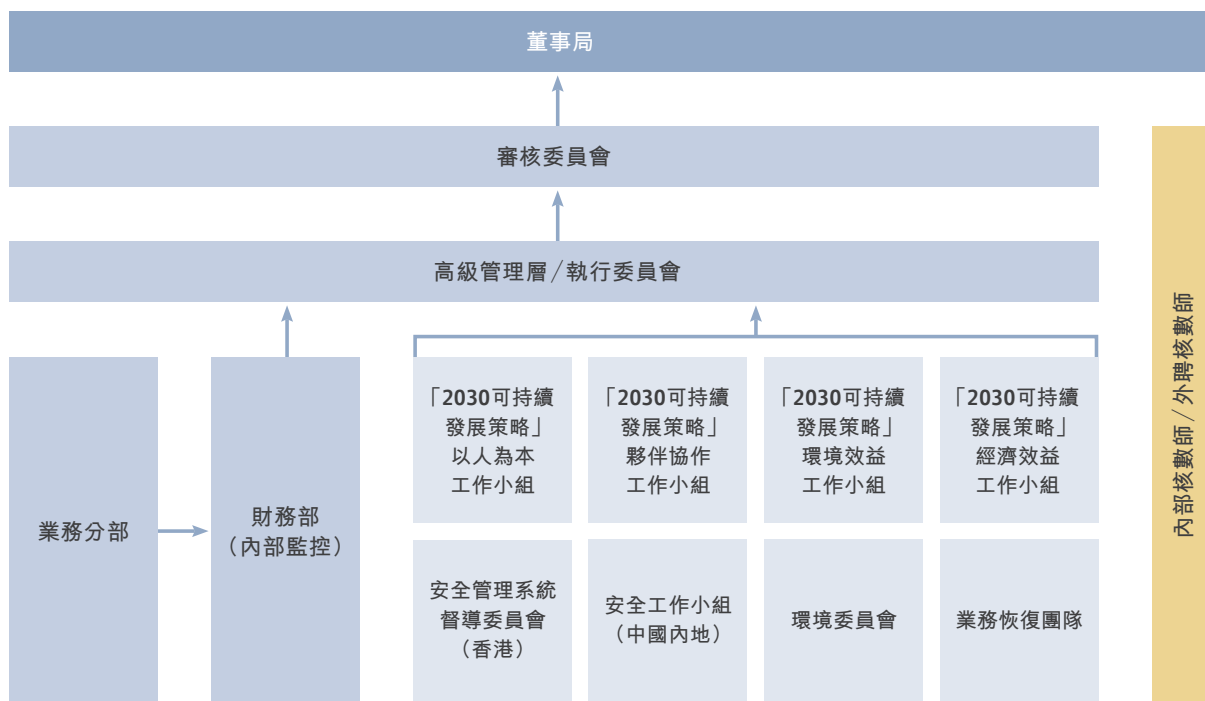 董事局
審核委員會
高級管理層/執行委員會
業務分部
財務部
（內部監控）
「2030可持續
發展策略」
以人為本
工作小組
「2030可持續
發展策略」
夥伴協作
工作小組
「2030可持續
發展策略」
環境效益
工作小組
「2030可持續
發展策略」
經濟效益
工作小組
安全管理系統
督導委員會
（香港）
安全工作小組
（中國內地）
環境委員會
業務恢復團隊
內部核數師/外聘核數師